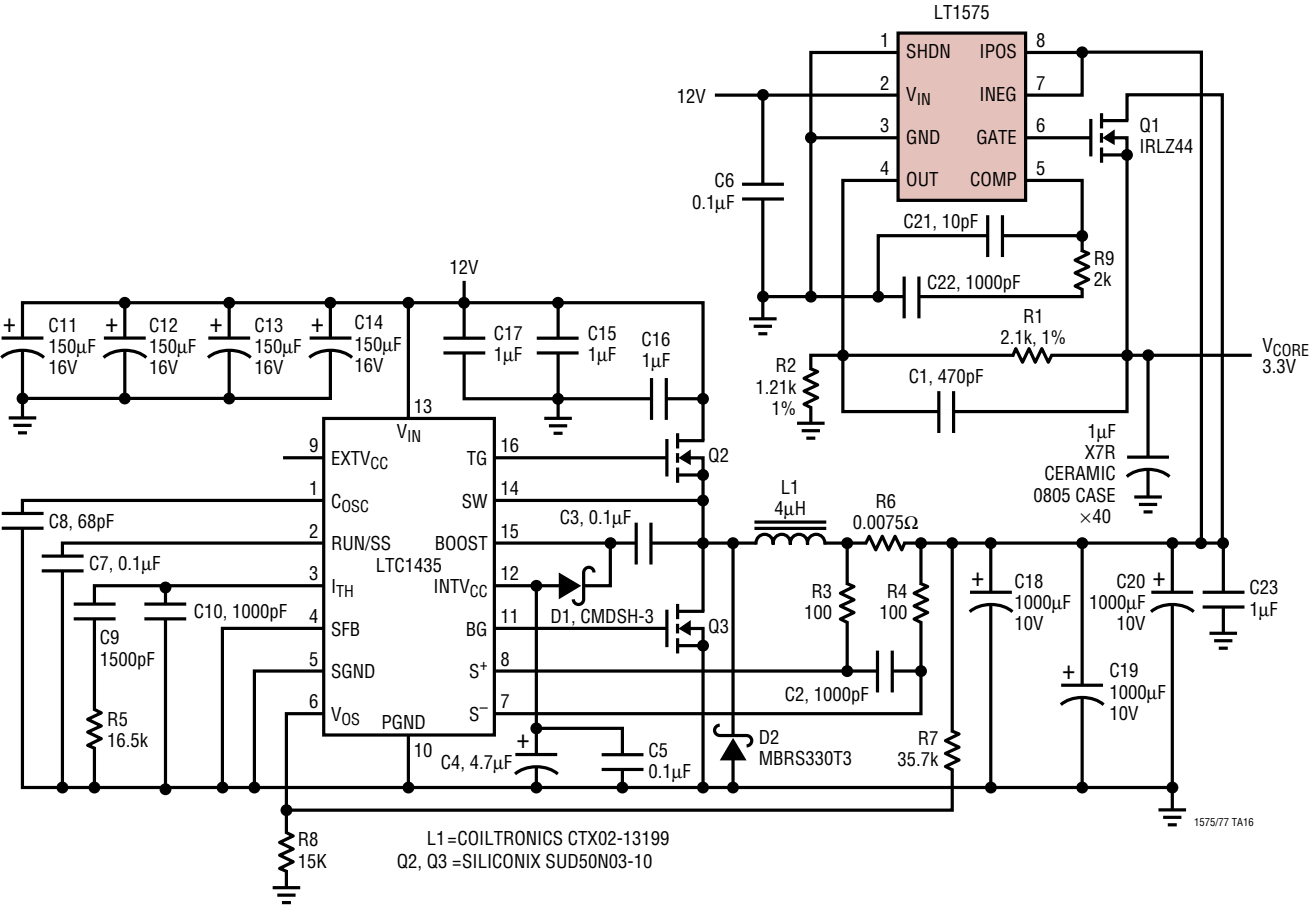 LT1575
1 SHDN IPOS 8
12V 2 VIN INEG 7
3 GND GATE 6
4 OUT COMP 5
Q1
IRLZ44
C6
0.1µF
C21, 10pF
C22, 1000pF
R9
2k
R1
2.1k, 1%
R2
1.21k
1%
C1, 470pF
VCORE
3.3V
1µF
X7R
CERAMIC
0805 CASE
×40
12V
+ C11
150µF
16V
+ C12
150µF
16V
+ C13
150µF
16V
+ C14
150µF
16V
C17
1µF
C15
1µF
C16
1µF
13
VIN
9 EXTVCC TG 16
Q2
1 COSC SW 14
C8, 68pF
2 RUN/SS BOOST 15
C7, 0.1µF
LTC1435
C3, 0.1µF
3 ITH INTVCC 12
C10, 1000pF
D1, CMDSH-3
4 SFB BG 11
Q3
C9
1500pF
5 SGND S+ 8
6 VOS S– 7
PGND
10
R5
16.5k
C2, 1000pF
L1
4µH
R6
0.0075Ω
R3
100
R4
100
+ C18
1000µF
10V
C20 +
1000µF
10V
C23
1µF
+ C19
1000µF
10V
+
C4, 4.7µF
C5
0.1µF
D2
MBRS330T3
R7
35.7k
R8
15K
L1=COILTRONICS CTX02-13199
Q2, Q3 =SILICONIX SUD50N03-10
1575/77 TA16